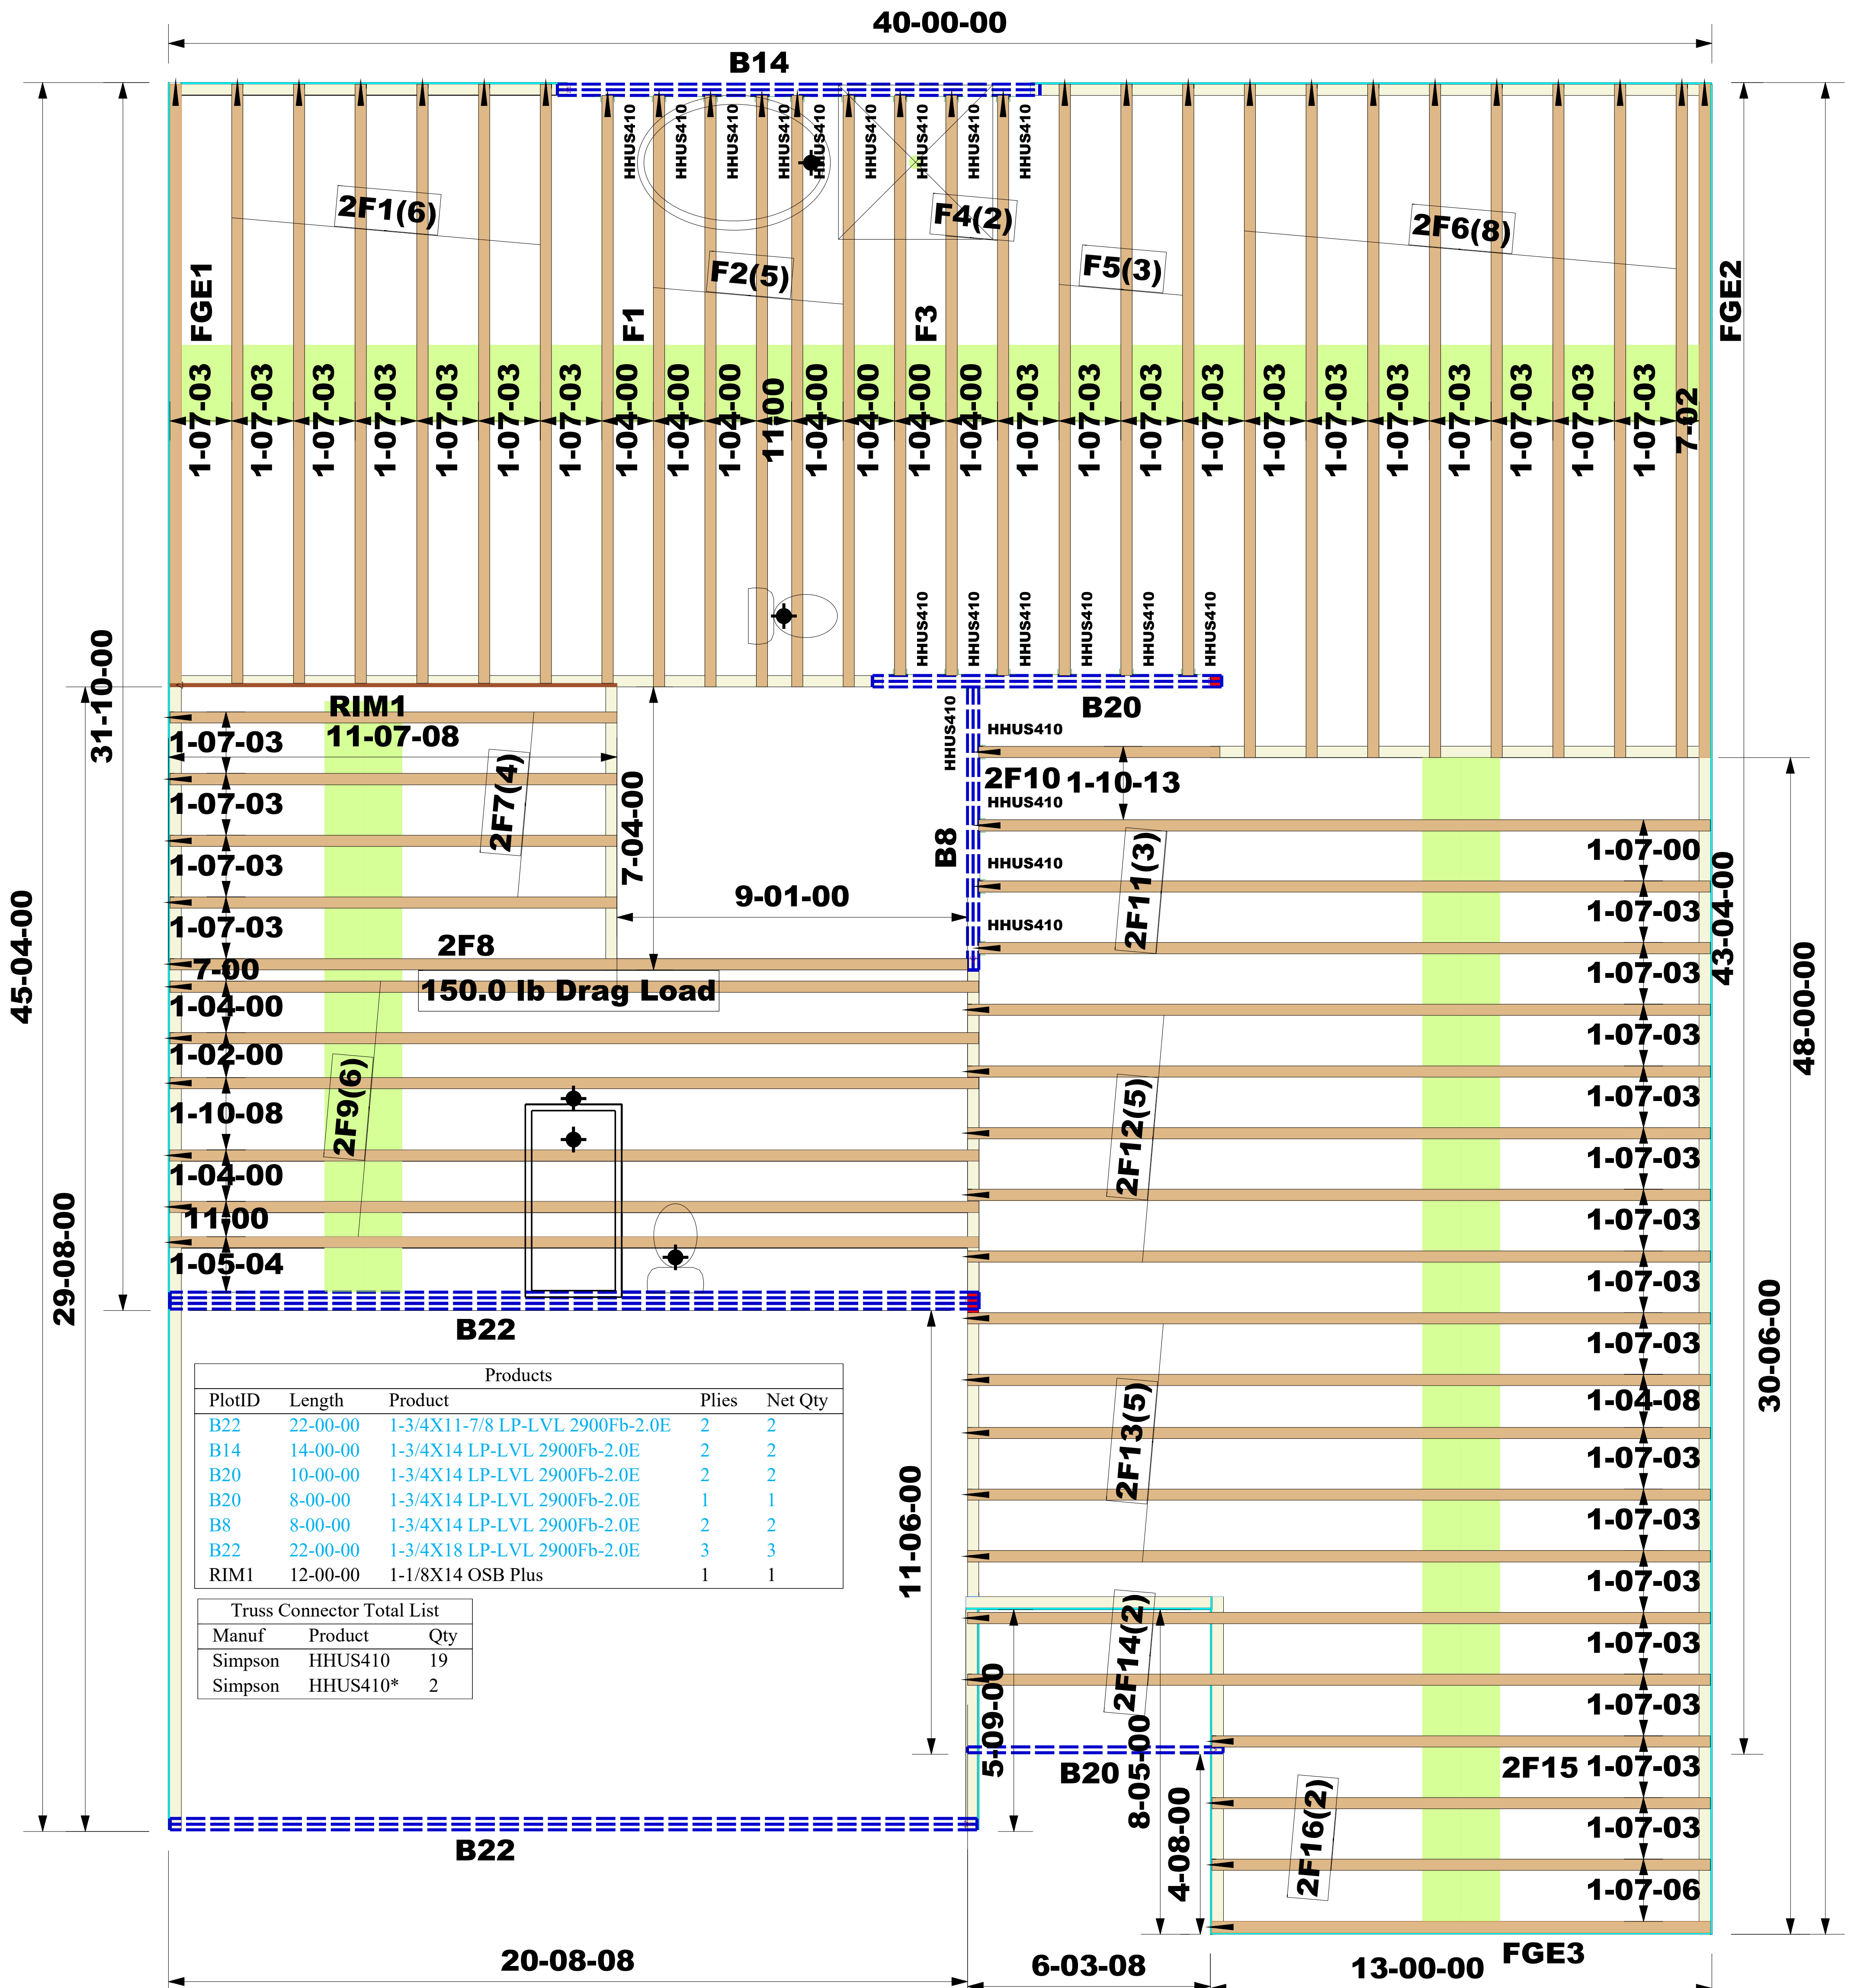 40-00-00
B14
HHUS410 HHUS410 HHUS410 HHUS410 HHUS410 HHUS410 HHUS410 HHUS410 HHUS410
2F1(6)
F4(2)
2F6(8)
F2(5)
F5(3)
FGE1
F1
F3
FGE2
1-07-03 1-07-03 1-07-03 1-07-03 1-07-03 1-07-03 1-07-03 1-04-00 1-04-00 1-04-00 11-00 1-04-00 1-04-00 1-04-00 1-04-00 1-07-03 1-07-03 1-07-03 1-07-03 1-07-03 1-07-03 1-07-03 1-07-03 1-07-03 1-07-03 1-07-03 7-02
HHUS410 HHUS410 HHUS410 HHUS410 HHUS410 HHUS410
31-10-00
45-04-00
29-08-00
RIM1
11-07-08
B20
HHUS410
HHUS410
2F10 1-10-13
HHUS410
HHUS410
HHUS410
B8
1-07-03
1-07-03
1-07-03
1-07-03
7-00
1-04-00
1-02-00
1-10-08
1-04-00
11-00
1-05-04
2F7(4)
7-04-00
9-01-00
2F8
150.0 lb Drag Load
2F9(6)
B22
2F11(3)
2F12(5)
2F13(5)
2F14(2)
1-07-00
1-07-03
1-07-03
1-07-03
1-07-03
1-07-03
1-07-03
1-07-03
1-07-03
1-04-08
1-07-03
1-07-03
1-07-03
1-07-03
1-07-03
2F15 1-07-03
1-07-03
1-07-06
43-04-00
48-00-00
30-06-00
Products
PlotID Length Product Plies Net Qty
B22 22-00-00 1-3/4X11-7/8 LP-LVL 2900Fb-2.0E 2 2
B14 14-00-00 1-3/4X14 LP-LVL 2900Fb-2.0E 2 2
B20 10-00-00 1-3/4X14 LP-LVL 2900Fb-2.0E 2 2
B20 8-00-00 1-3/4X14 LP-LVL 2900Fb-2.0E 1 1
B8 8-00-00 1-3/4X14 LP-LVL 2900Fb-2.0E 2 2
B22 22-00-00 1-3/4X18 LP-LVL 2900Fb-2.0E 3 3
RIM1 12-00-00 1-1/8X14 OSB Plus 1 1
Truss Connector Total List
Manuf Product Qty
Simpson HHUS410 19
Simpson HHUS410* 2
11-06-00
5-09-00
8-05-00
4-08-00
B20
2F16(2)
B22
FGE3
20-08-08
6-03-08
13-00-00